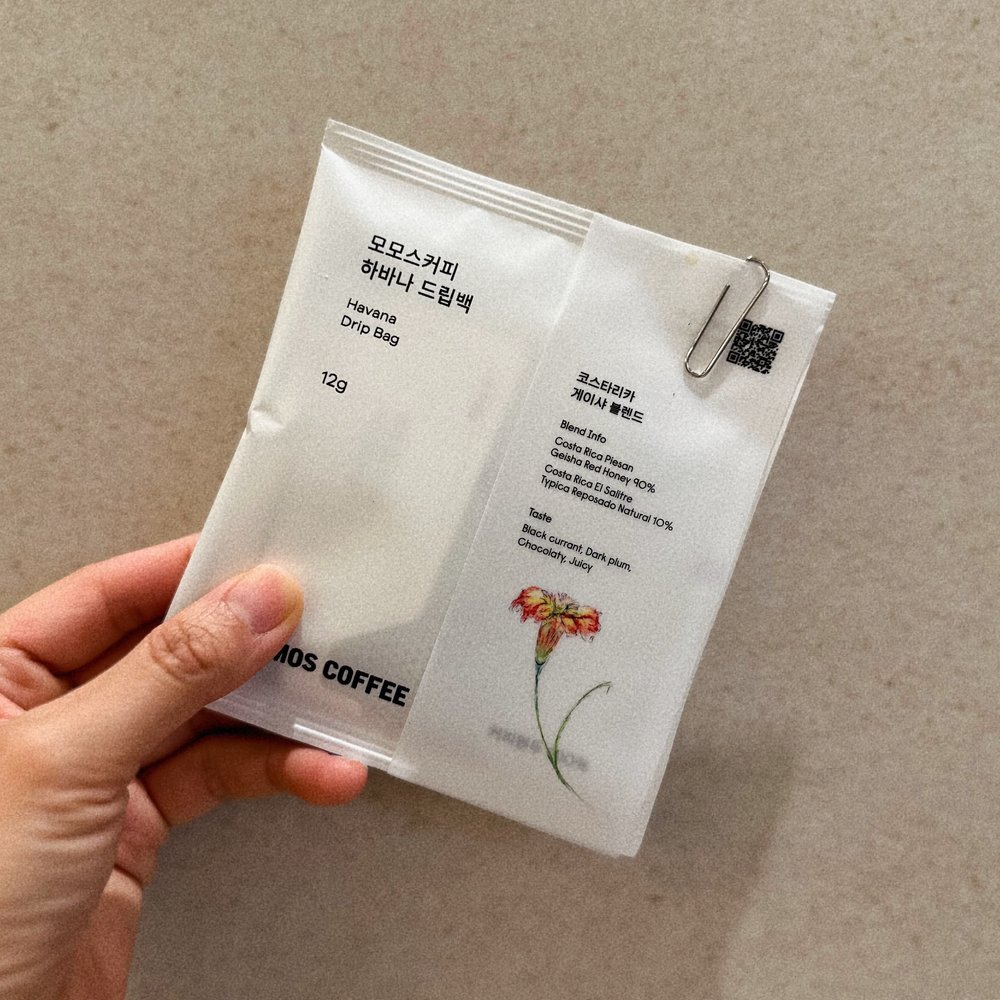 모모스커피
하바나 드립백
Havana
Drip Bag
12g
MOS COFFEE
코스타리카
게이샤 블렌드
Blend Info
Costa Rica Piesan
Geisha Red Honey 90%
Costa Rica El Salitre
Typica Reposado Natural 10%
Taste
Black currant, Dark plum,
Chocolaty, Juicy